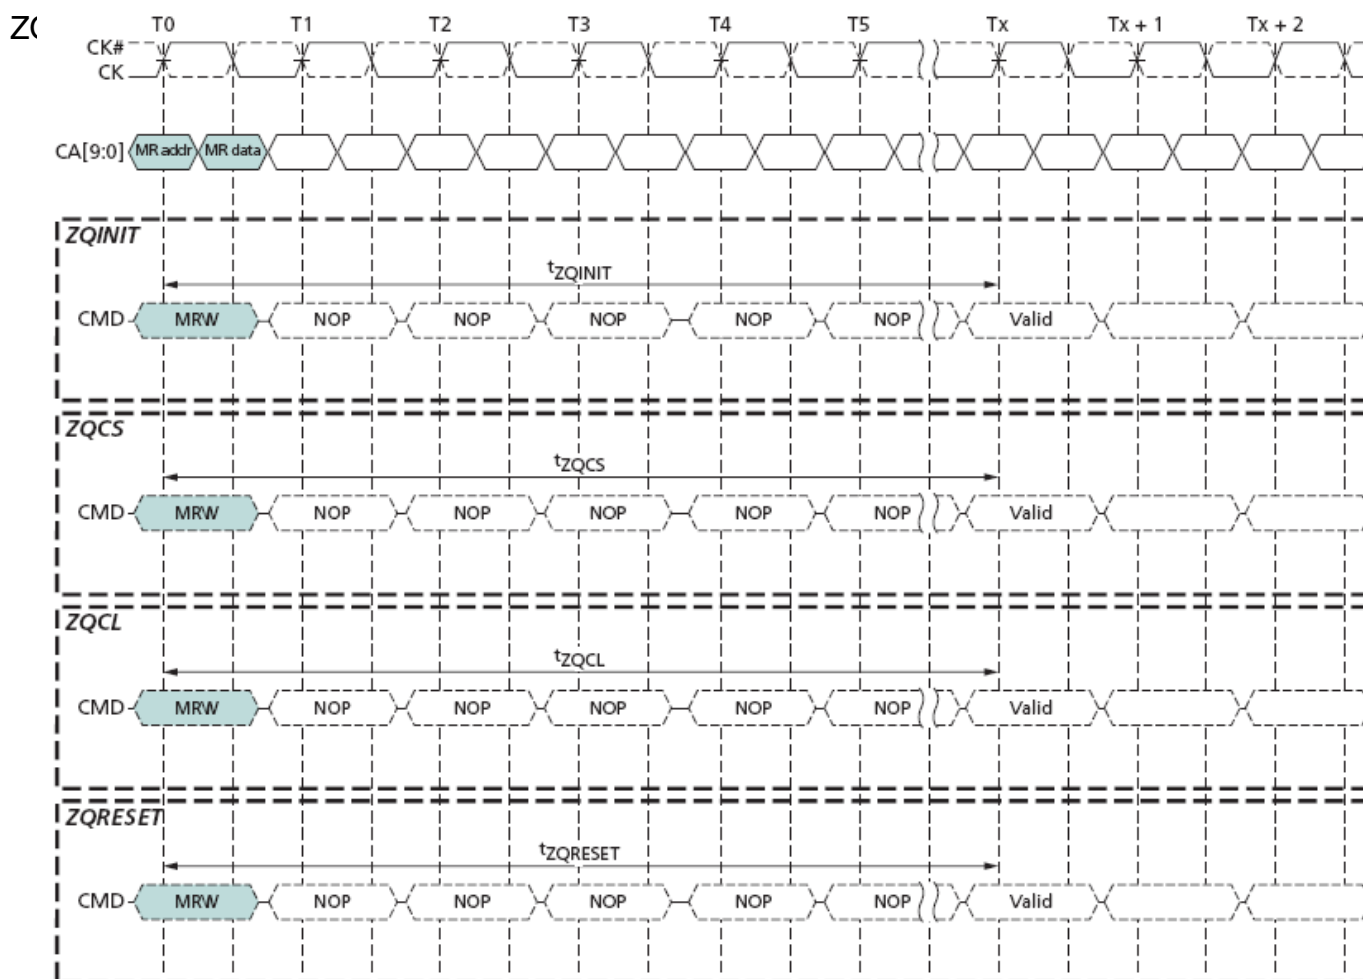 ZQ
T0 T1 T2 T3 T4 T5 Tx Tx + 1 Tx + 2
CK#
CK
CA[9:0] MR addr MR data
ZQINIT
tZQINIT
CMD MRW NOP NOP NOP NOP NOP Valid
ZQCS
tZQCS
CMD MRW NOP NOP NOP NOP NOP Valid
ZQCL
tZQCL
CMD MRW NOP NOP NOP NOP NOP Valid
ZQRESET
tZQRESET
CMD MRW NOP NOP NOP NOP NOP Valid